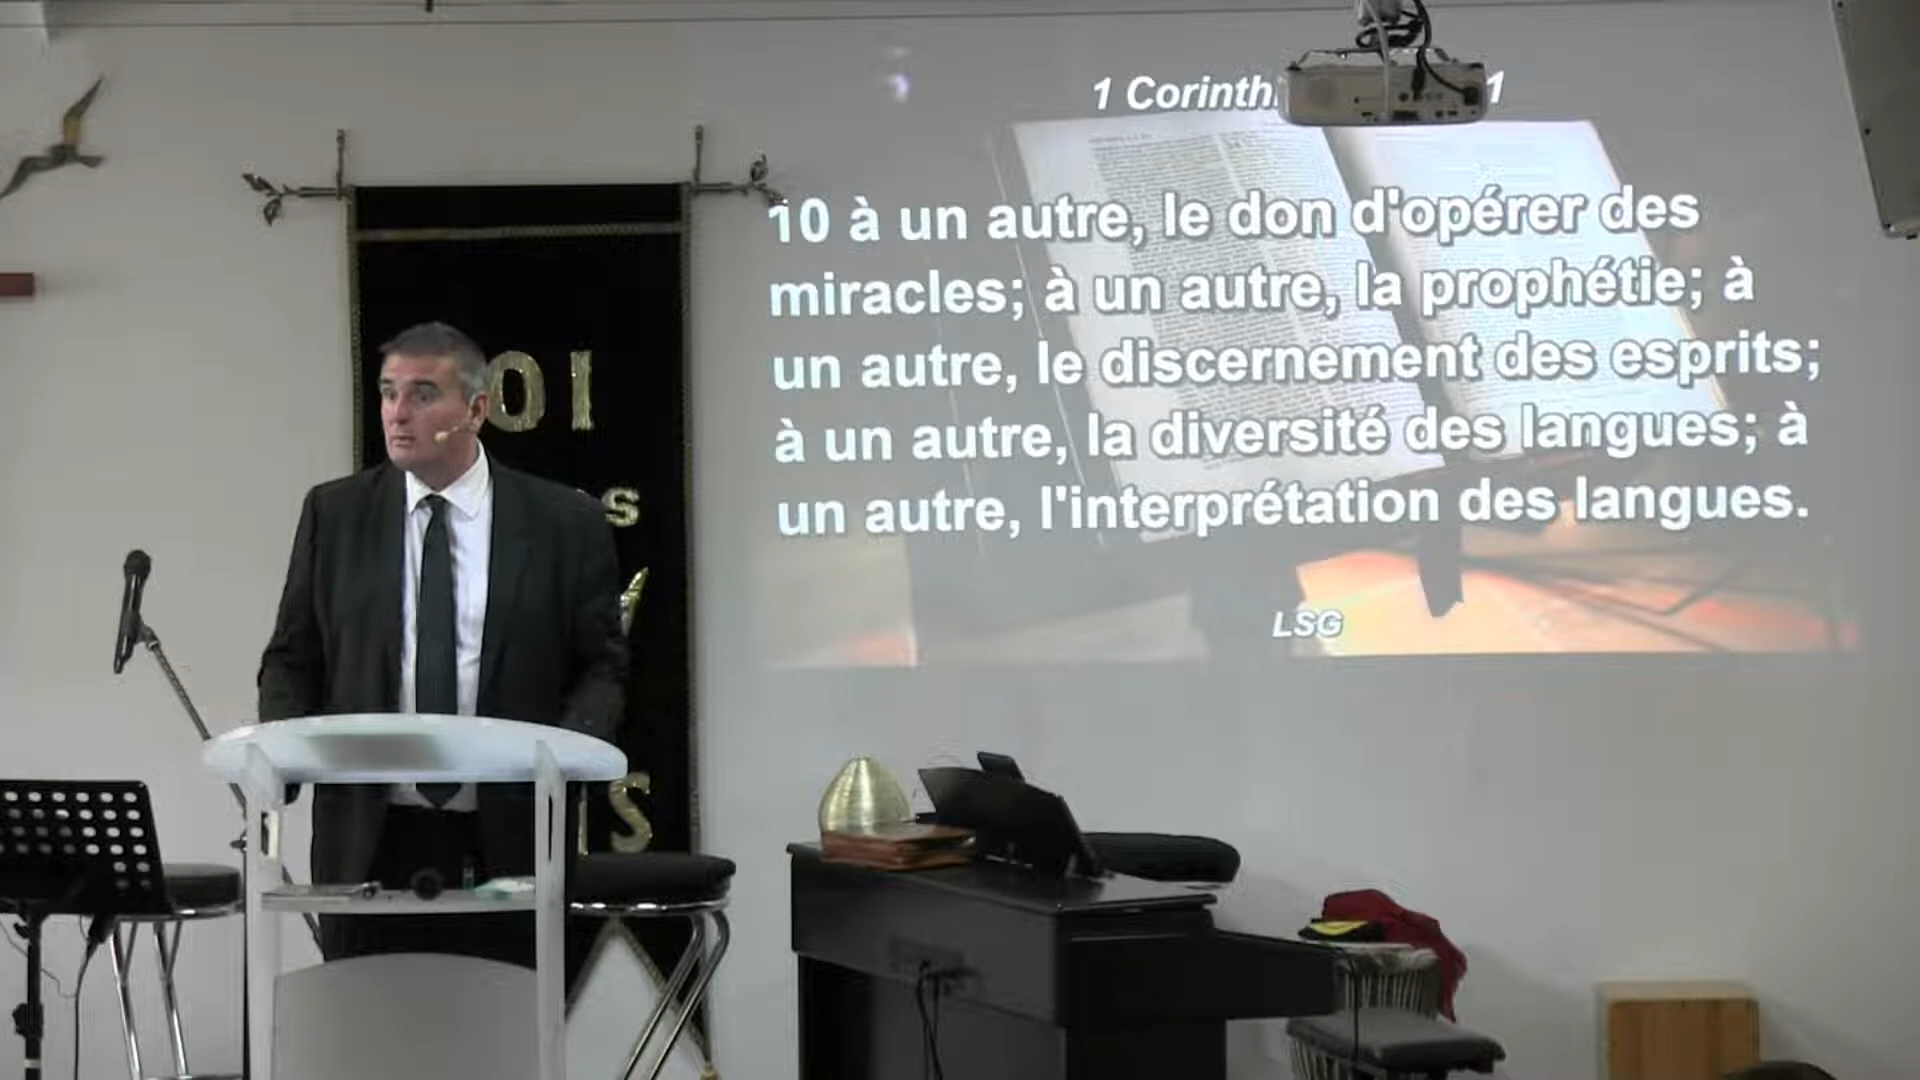 1 Corinth 1
10 à un autre, le don d'opérer des
miracles; à un autre, la prophétie; à
un autre, le discernement des esprits;
à un autre, la diversité des langues; à
un autre, l'interprétation des langues.
LSG
OI
s
IS